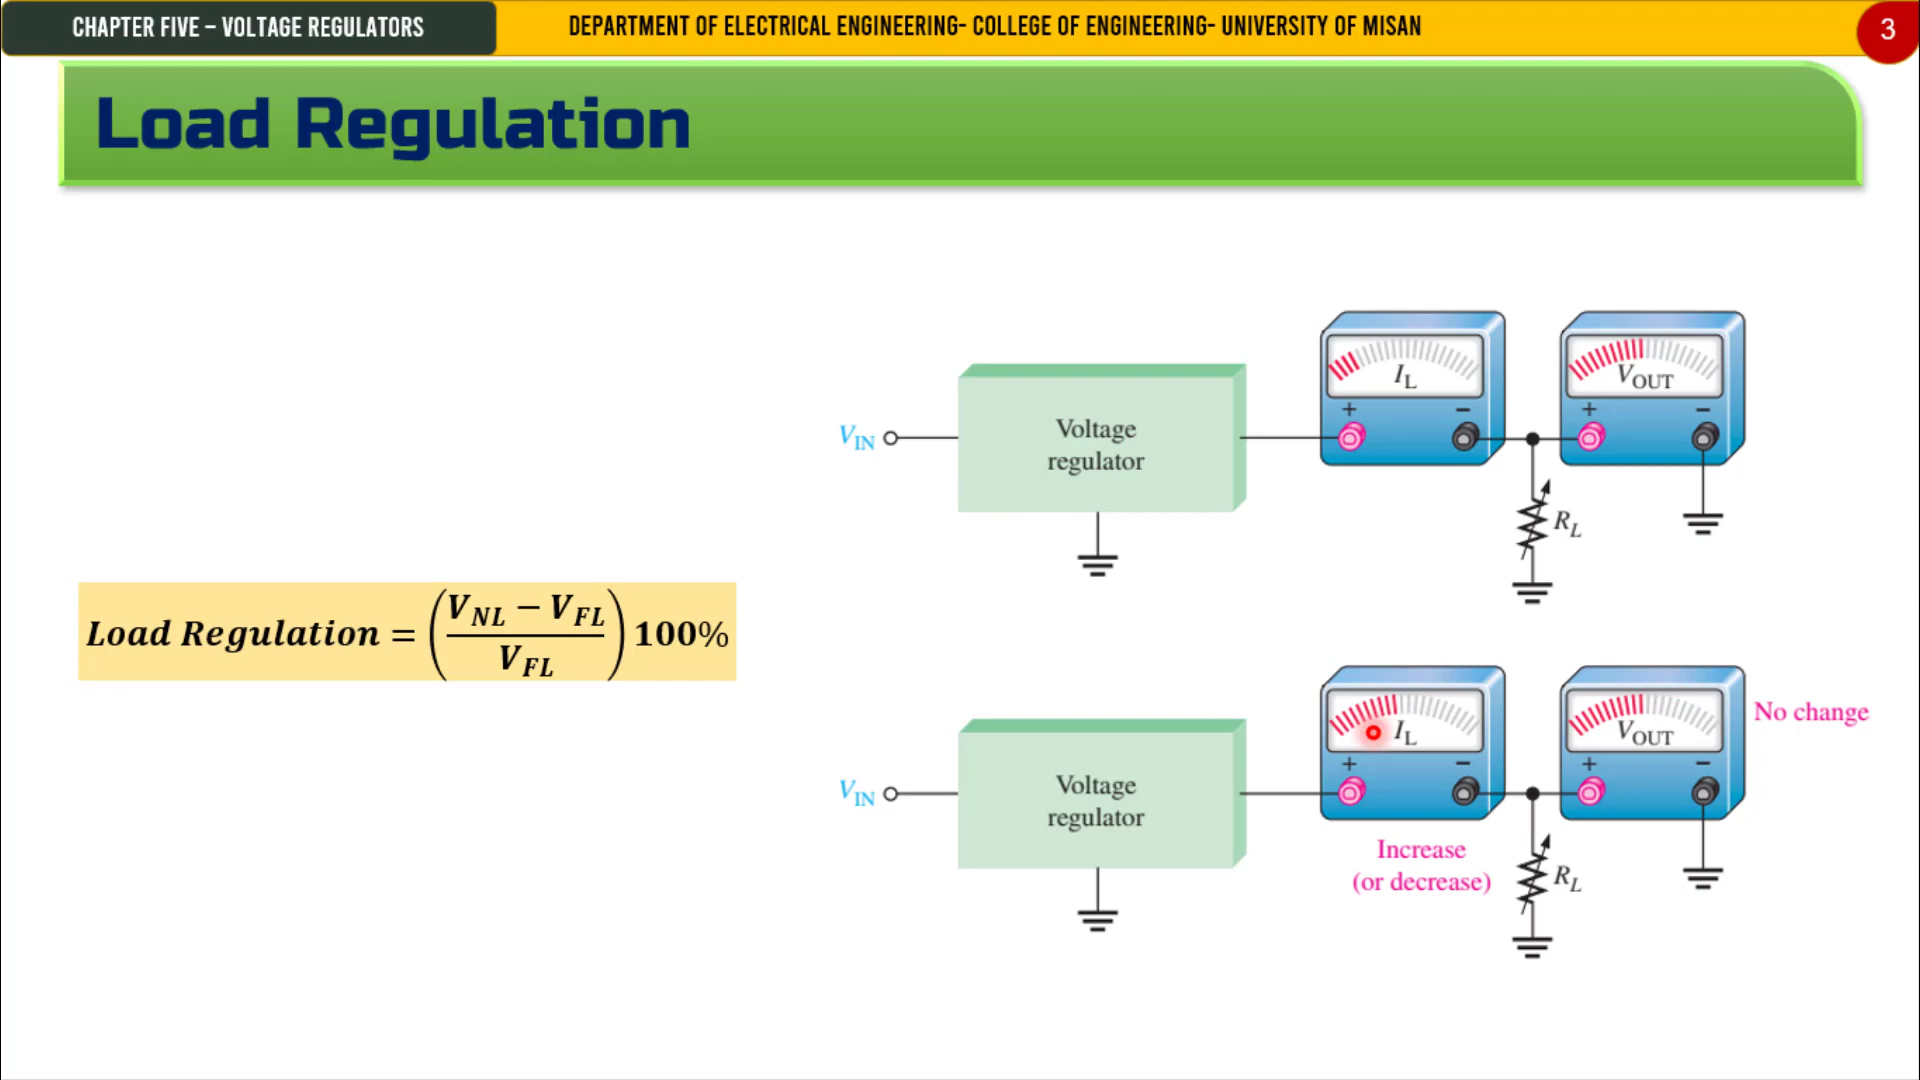 CHAPTER FIVE – VOLTAGE REGULATORS
DEPARTMENT OF ELECTRICAL ENGINEERING- COLLEGE OF ENGINEERING- UNIVERSITY OF MISAN
3
Load Regulation
Load Regulation = ( (V_NL − V_FL) / V_FL ) 100%
V_IN
Voltage
regulator
I_L
+ −
V_OUT
+ −
R_L
V_IN
Voltage
regulator
I_L
+ −
V_OUT
+ −
No change
Increase
(or decrease)
R_L